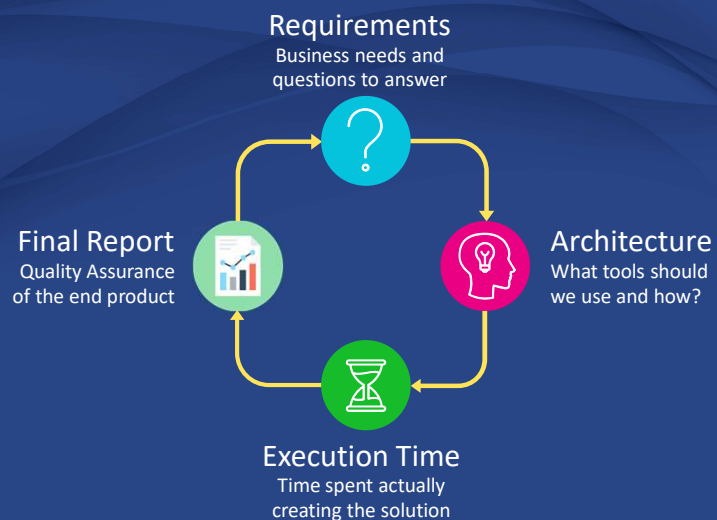 Requirements
Business needs and
questions to answer
Final Report
Quality Assurance
of the end product
Architecture
What tools should
we use and how?
Execution Time
Time spent actually
creating the solution